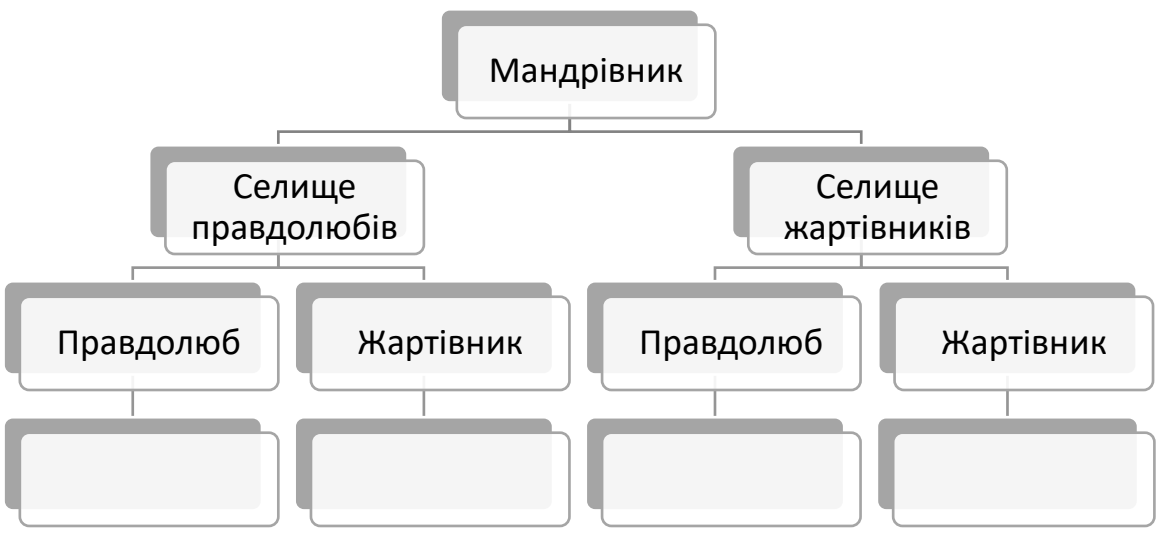 Мандрівник
Селище
правдолюбів
Селище
жартівників
Правдолюб
Жартівник
Правдолюб
Жартівник